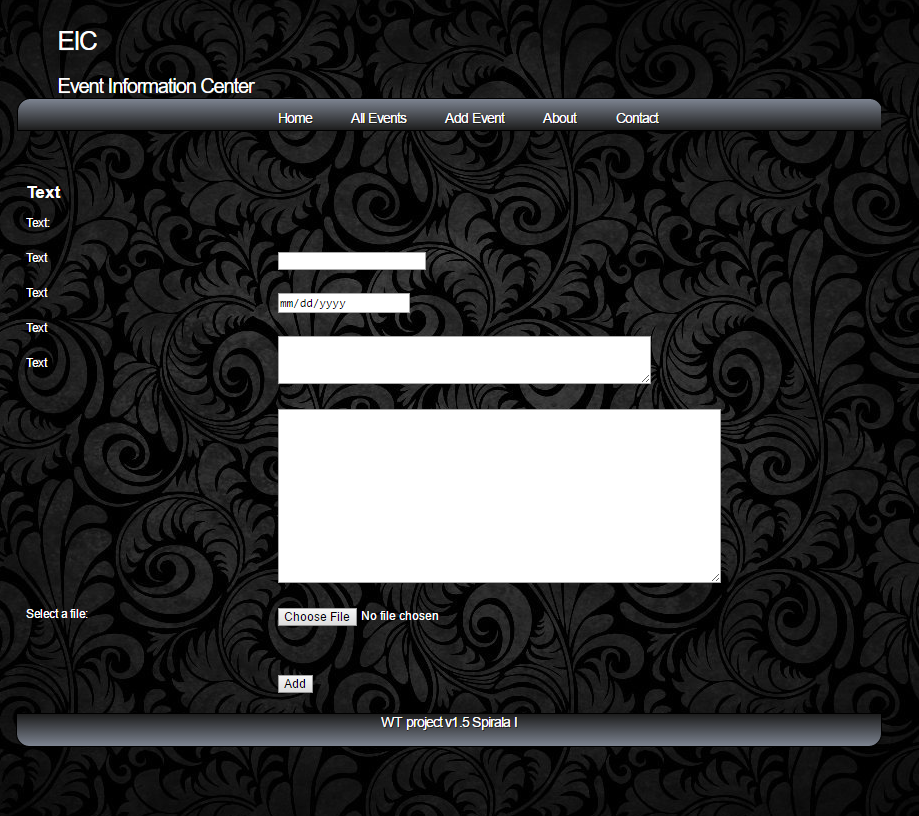 EIC
Event Information Center
Home All Events Add Event About Contact
Text
Text:
Text
Text
mm/dd/yyyy
Text
Text
Select a file: Choose File No file chosen
Add
WT project v1.5 Spirala I